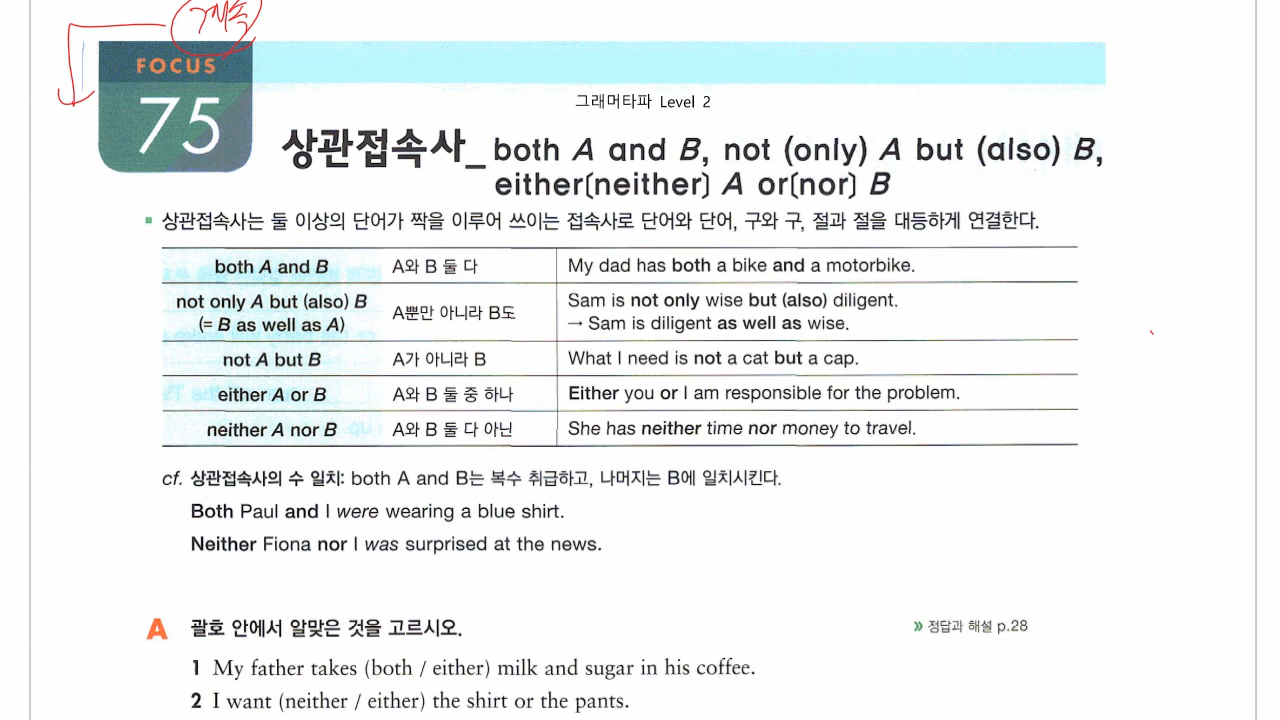 계속
FOCUS
75
그래머타파 Level 2
상관접속사_both A and B, not (only) A but (also) B,
either(neither) A or(nor) B
▪ 상관접속사는 둘 이상의 단어가 짝을 이루어 쓰이는 접속사로 단어와 단어, 구와 구, 절과 절을 대등하게 연결한다.
both A and B A와 B 둘 다 My dad has both a bike and a motorbike.
not only A but (also) B
(= B as well as A) A뿐만 아니라 B도 Sam is not only wise but (also) diligent.
→ Sam is diligent as well as wise.
not A but B A가 아니라 B What I need is not a cat but a cap.
either A or B A와 B 둘 중 하나 Either you or I am responsible for the problem.
neither A nor B A와 B 둘 다 아닌 She has neither time nor money to travel.
cf. 상관접속사의 수 일치: both A and B는 복수 취급하고, 나머지는 B에 일치시킨다.
Both Paul and I were wearing a blue shirt.
Neither Fiona nor I was surprised at the news.
A 괄호 안에서 알맞은 것을 고르시오. » 정답과 해설 p.28
1 My father takes (both / either) milk and sugar in his coffee.
2 I want (neither / either) the shirt or the pants.